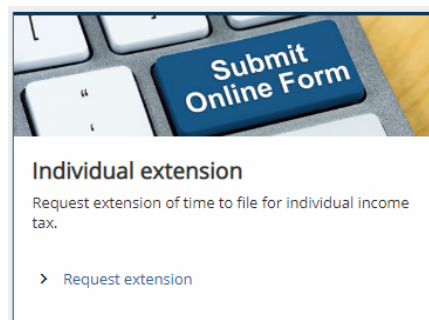 [
{
"
'
Submit
Online Form
Individual extension
Request extension of time to file for individual income
tax.
> Request extension